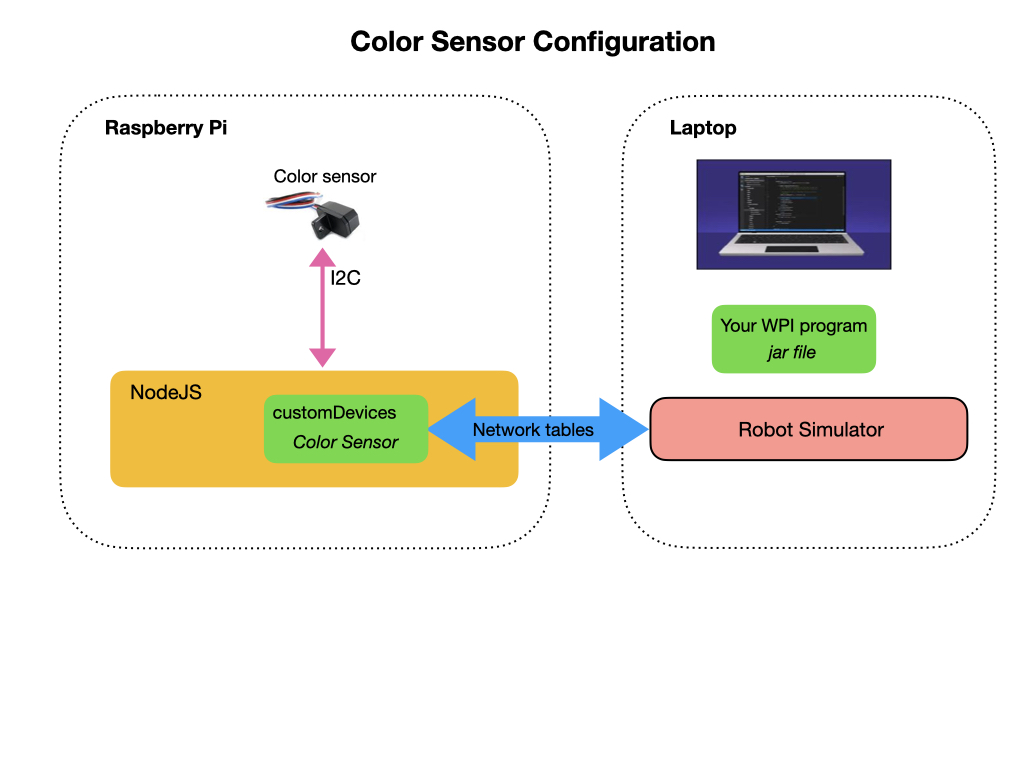 Color Sensor Configuration
Raspberry Pi
Color sensor
I2C
NodeJS
customDevices
Color Sensor
Network tables
Laptop
Your WPI program
jar file
Robot Simulator